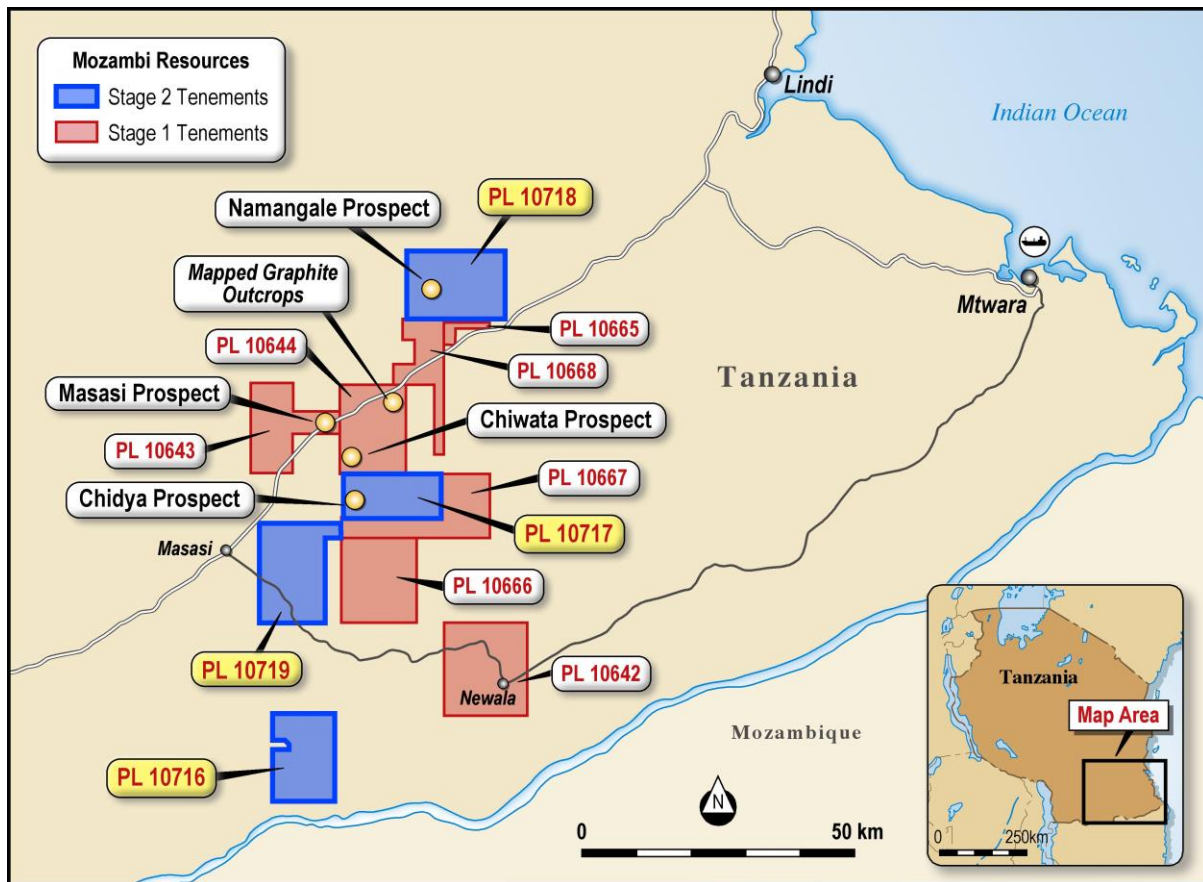 Mozambi Resources
Stage 2 Tenements
Stage 1 Tenements
Lindi
Indian Ocean
PL 10718
Namangale Prospect
Mapped Graphite
Outcrops
Mtwara
PL 10665
PL 10644
PL 10668
Tanzania
Masasi Prospect
Chiwata Prospect
PL 10643
PL 10667
Chidya Prospect
PL 10717
Masasi
PL 10666
PL 10719
PL 10642
Newala
Mozambique
PL 10716
N
0
50 km
Tanzania
Map Area
0
250km